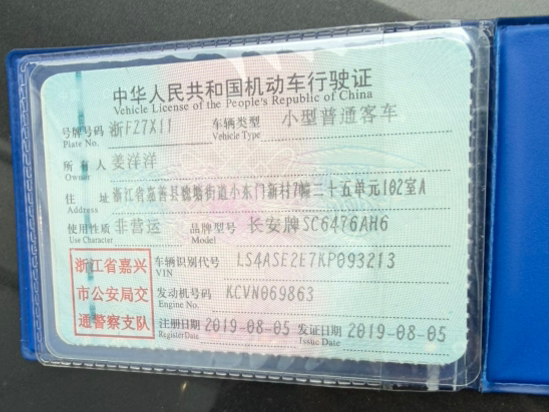 中华人民共和国机动车行驶证
Vehicle License of the People's Republic of China
号牌号码 浙FZ7X11 车辆类型 小型普通客车
Plate No. Vehicle Type
所有人 姜洋洋
Owner
住址 浙江省嘉善县魏塘街道小东门新村7幢三十五单元102室A
Address
使用性质 非营运 品牌型号 长安牌SC6476AH6
Use Character Model
浙江省嘉兴
市公安局交
通警察支队
车辆识别代号 LS4ASE2E7KP093213
VIN
发动机号码 KCVN069863
Engine No.
注册日期 2019-08-05 发证日期 2019-08-05
Register Date Issue Date